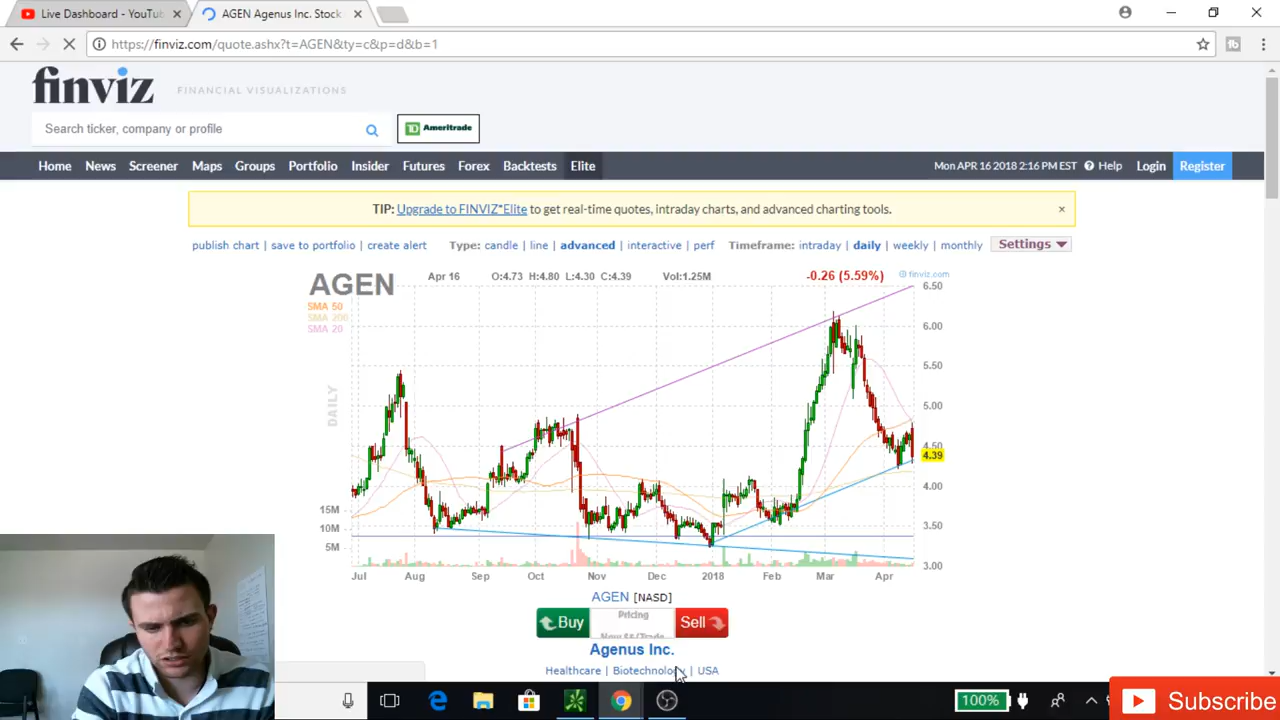 Live Dashboard - YouTu
AGEN Agenus Inc. Stock
https://finviz.com/quote.ashx?t=AGEN&ty=c&p=d&b=1
finviz FINANCIAL VISUALIZATIONS
Search ticker, company or profile
TD Ameritrade
Home News Screener Maps Groups Portfolio Insider Futures Forex Backtests Elite
Mon APR 16 2018 2:16 PM EST Help Login Register
TIP: Upgrade to FINVIZ*Elite to get real-time quotes, intraday charts, and advanced charting tools. ×
publish chart | save to portfolio | create alert Type: candle | line | advanced | interactive | perf Timeframe: intraday | daily | weekly | monthly Settings
AGEN Apr 16 O:4.73 H:4.80 L:4.30 C:4.39 Vol:1.25M -0.26 (5.59%) © finviz.com
SMA 50
SMA 200
SMA 20
DAILY
6.50
6.00
5.50
5.00
4.50
4.39
4.00
3.50
3.00
15M
10M
5M
Jul Aug Sep Oct Nov Dec 2018 Feb Mar Apr
AGEN [NASD]
Buy Pricing Sell
Agenus Inc.
Healthcare | Biotechnology | USA
100%
Subscribe